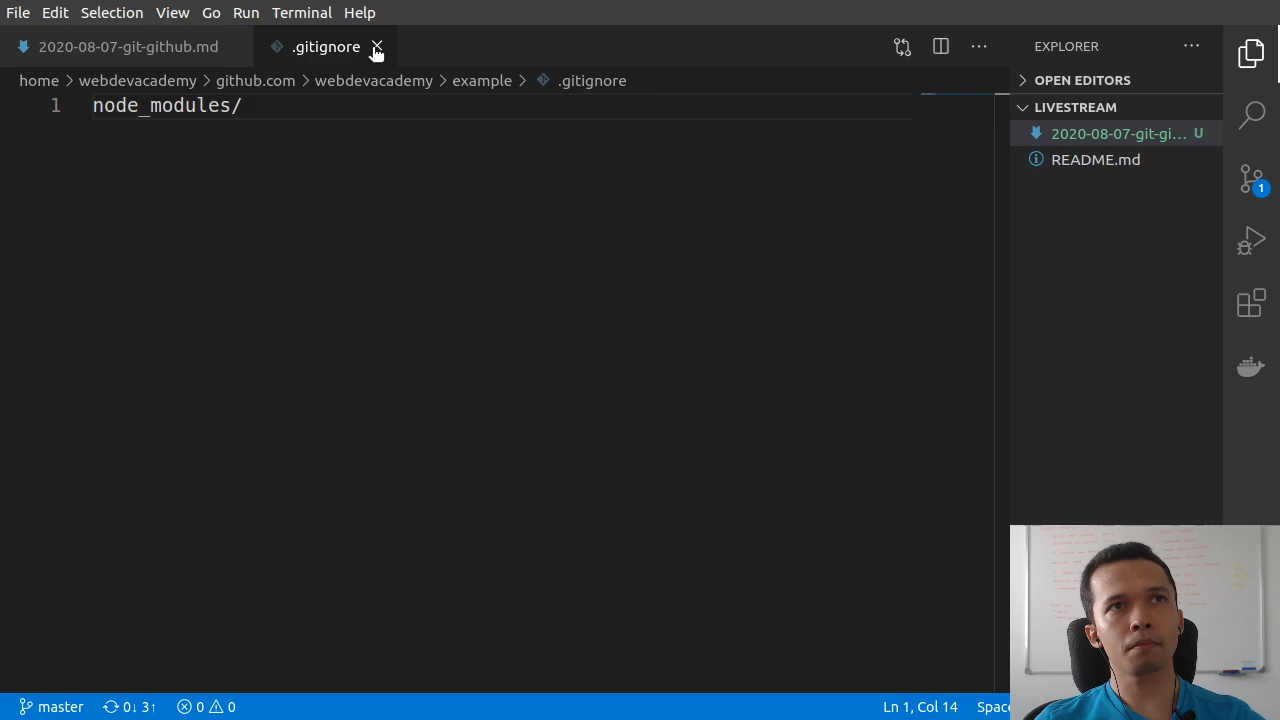 File Edit Selection View Go Run Terminal Help
2020-08-07-git-github.md .gitignore
EXPLORER
home webdevacademy github.com webdevacademy example .gitignore
OPEN EDITORS
1 node_modules/
LIVESTREAM
2020-08-07-git-gi... U
README.md
1
master 0↓ 3↑ 0 0
Ln 1, Col 14